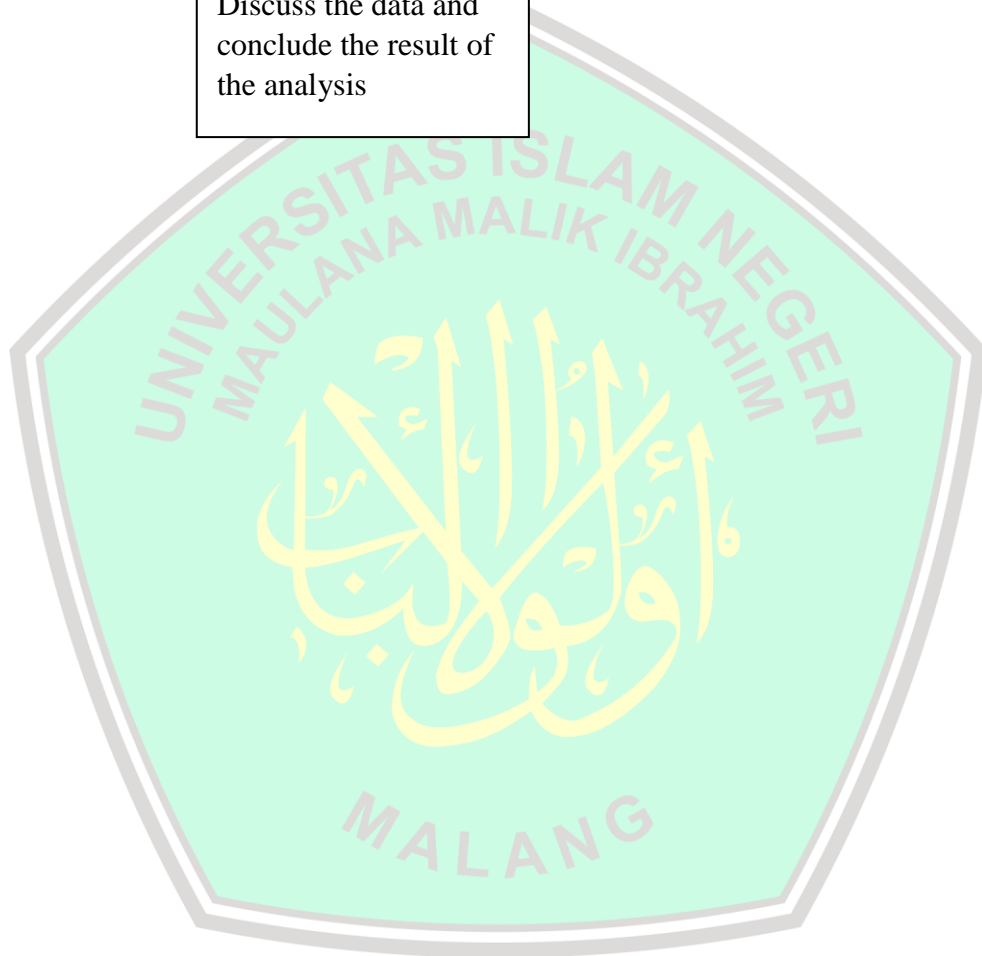 Discuss the data and
conclude the result of
the analysis
UNIVERSITAS ISLAM NEGERI
MAULANA MALIK IBRAHIM
أولو الألباب
MALANG